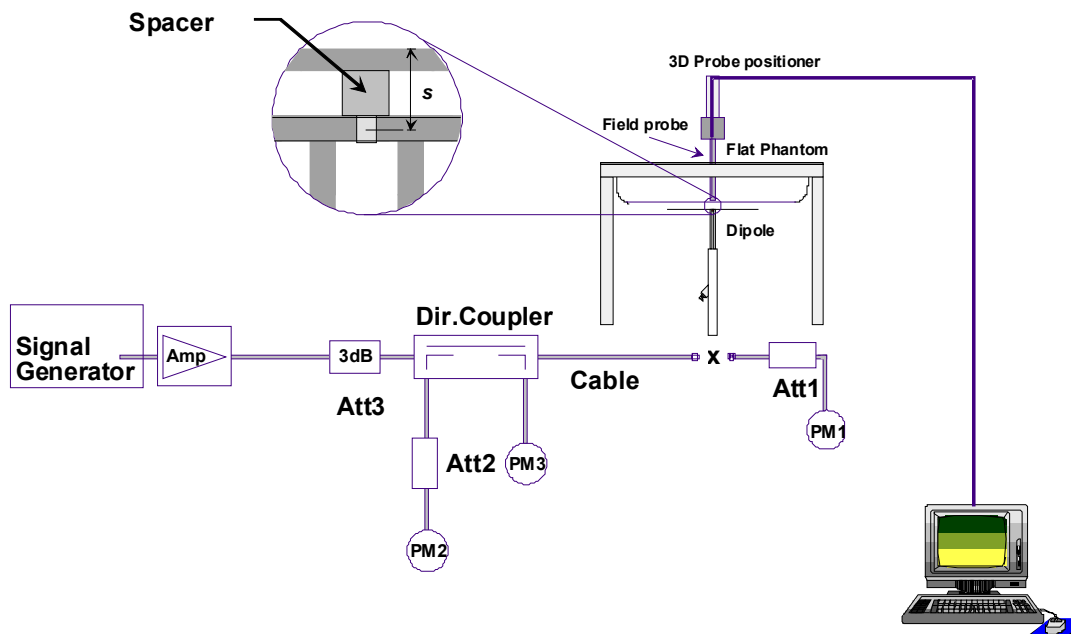 Spacer
s
3D Probe positioner
Field probe
Flat Phantom
Dipole
Dir.Coupler
Signal
Generator
Amp
3dB
Att3
Cable
x
Att1
PM1
Att2
PM3
PM2